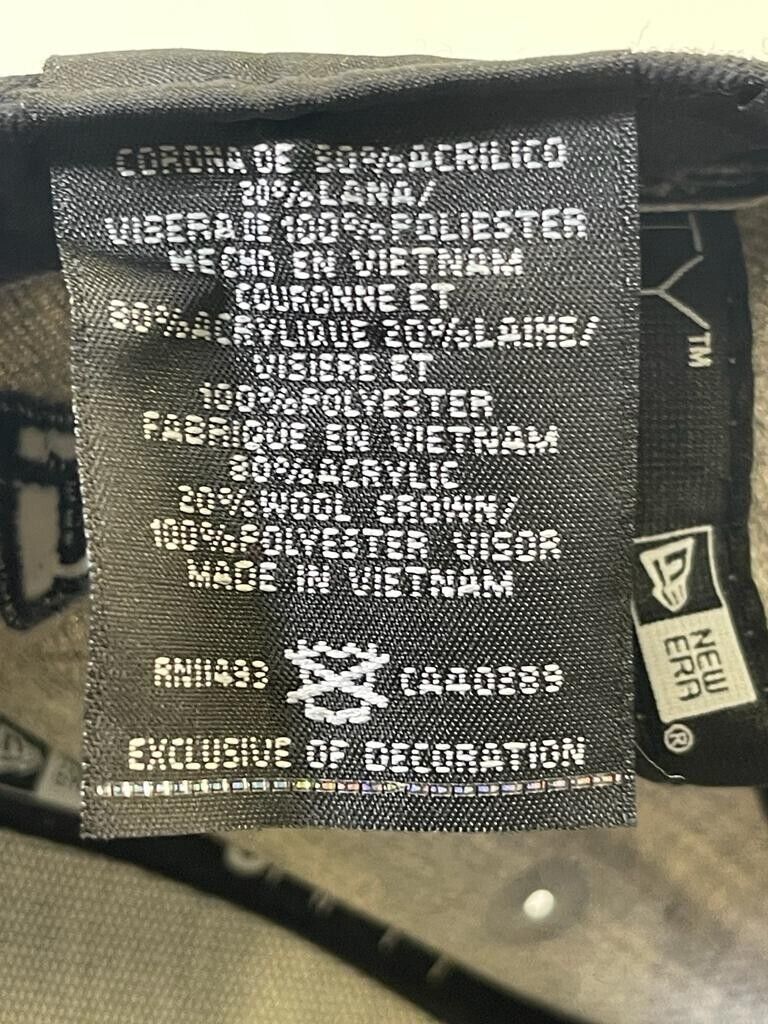 CORONA DE 80% ACRILICO
20% LANA/
VISERA DE 100% POLIESTER
HECHO EN VIETNAM
COURONNE ET
80% ACRYLIQUE 20% LAINE/
VISIERE ET
100% POLYESTER
FABRIQUE EN VIETNAM
80% ACRYLIC
20% WOOL CROWN/
100% POLYESTER VISOR
MADE IN VIETNAM
RN11493 CA40289
EXCLUSIVE OF DECORATION
TY™
NEW
ERA®